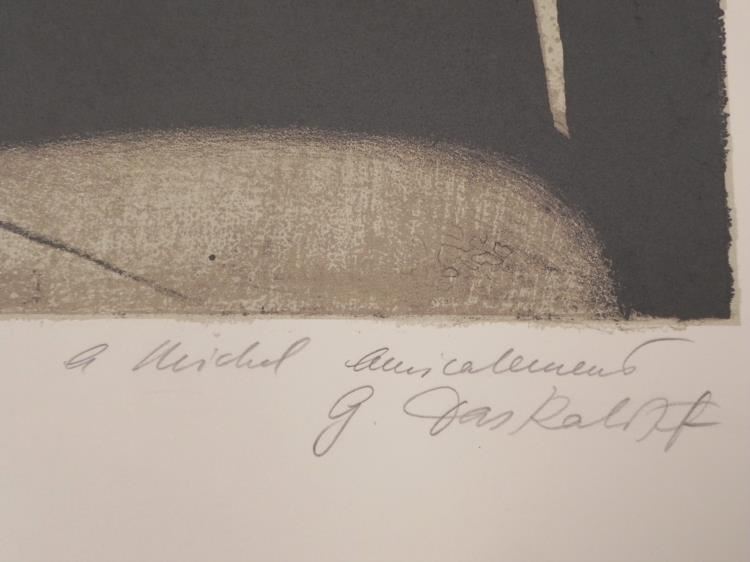 a Michel amicalement
G. Daskaloff